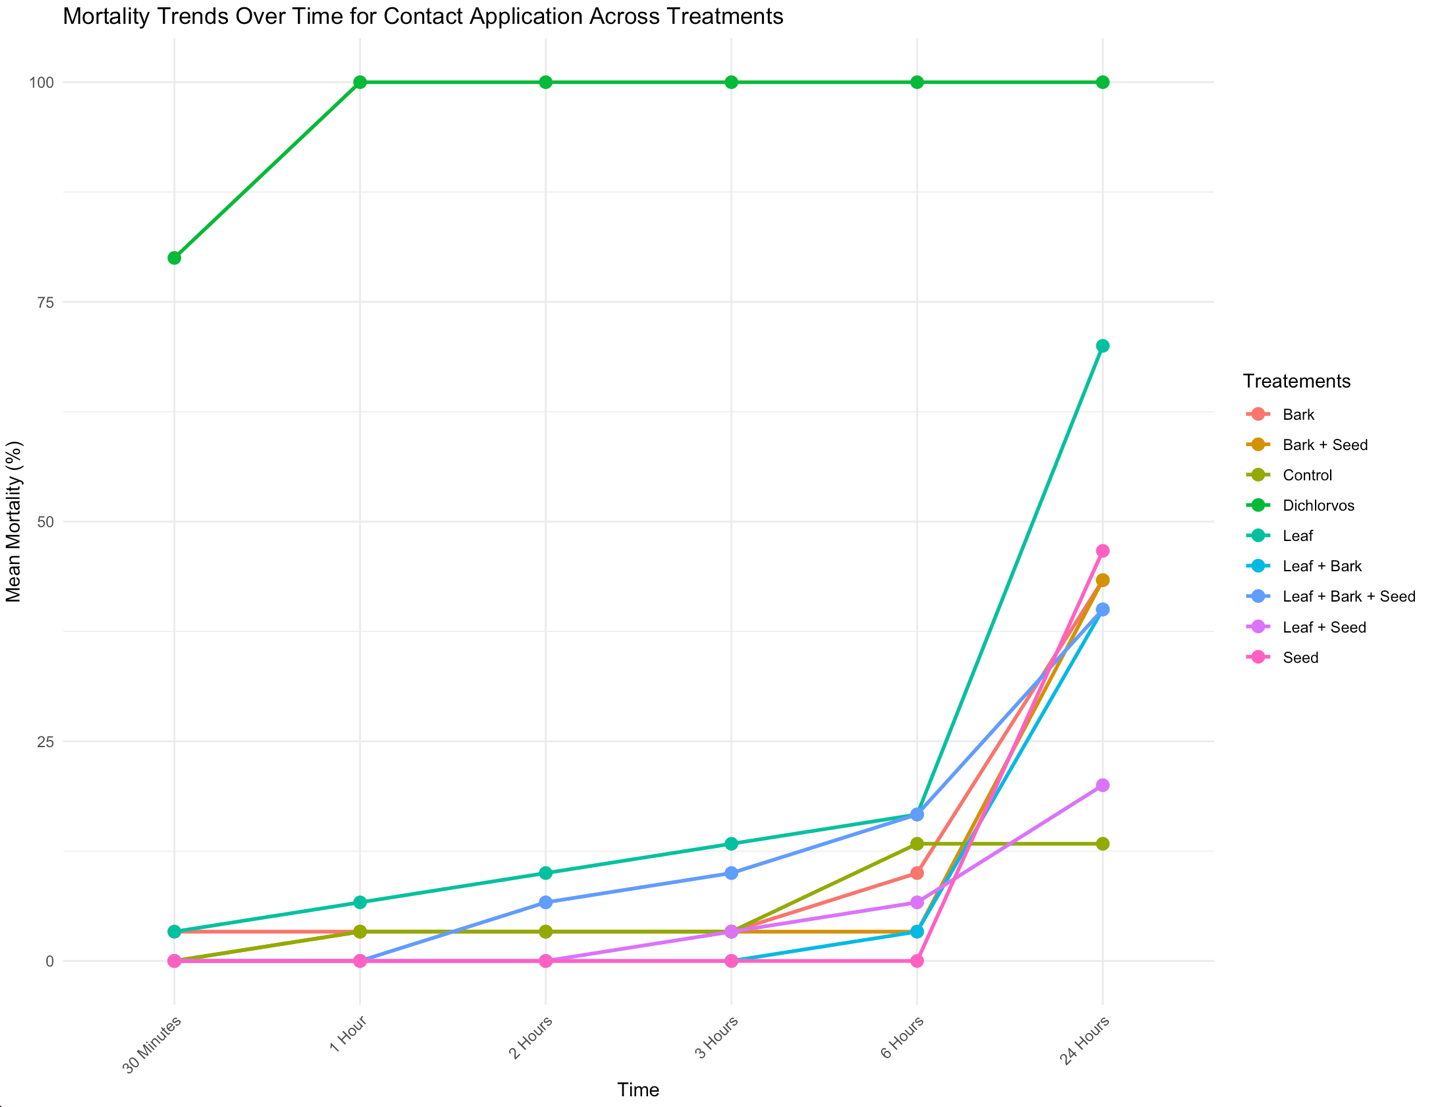 Mortality Trends Over Time for Contact Application Across Treatments
Mean Mortality (%)
100
75
50
25
0
30 Minutes
1 Hour
2 Hours
3 Hours
6 Hours
24 Hours
Time
Treatements
Bark
Bark + Seed
Control
Dichlorvos
Leaf
Leaf + Bark
Leaf + Bark + Seed
Leaf + Seed
Seed